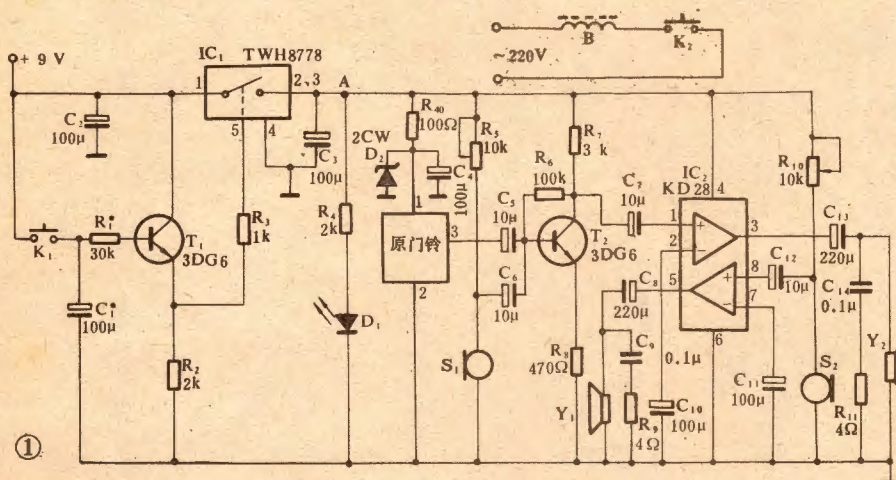 + 9 V
IC₁ TWH8778
1
2 3
A
5
4
~220V
B
K₂
C₂
100μ
C₃
100μ
R₄₀
100Ω
2CW
D₂
C₄
100μ
R₅
10k
R₇
3 k
R₆
100k
IC₂
KD28
4
R₁₀
10k
K₁
R₁*
30k
T₁
3DG6
R₃
1k
R₄
2k
1
原门铃
3
2
C₅
10μ
C₆
10μ
T₂
3DG6
C₇
10μ
1
2
3
5
8
7
6
C₁₃
220μ
C₁*
100μ
R₂
2k
D₁
S₁
R₈
470Ω
C₈
220μ
C₉
0.1μ
Y₁
R₉
4Ω
C₁₀
100μ
C₁₁
100μ
C₁₂
10μ
S₂
C₁₄
0.1μ
R₁₁
4Ω
Y₂
①